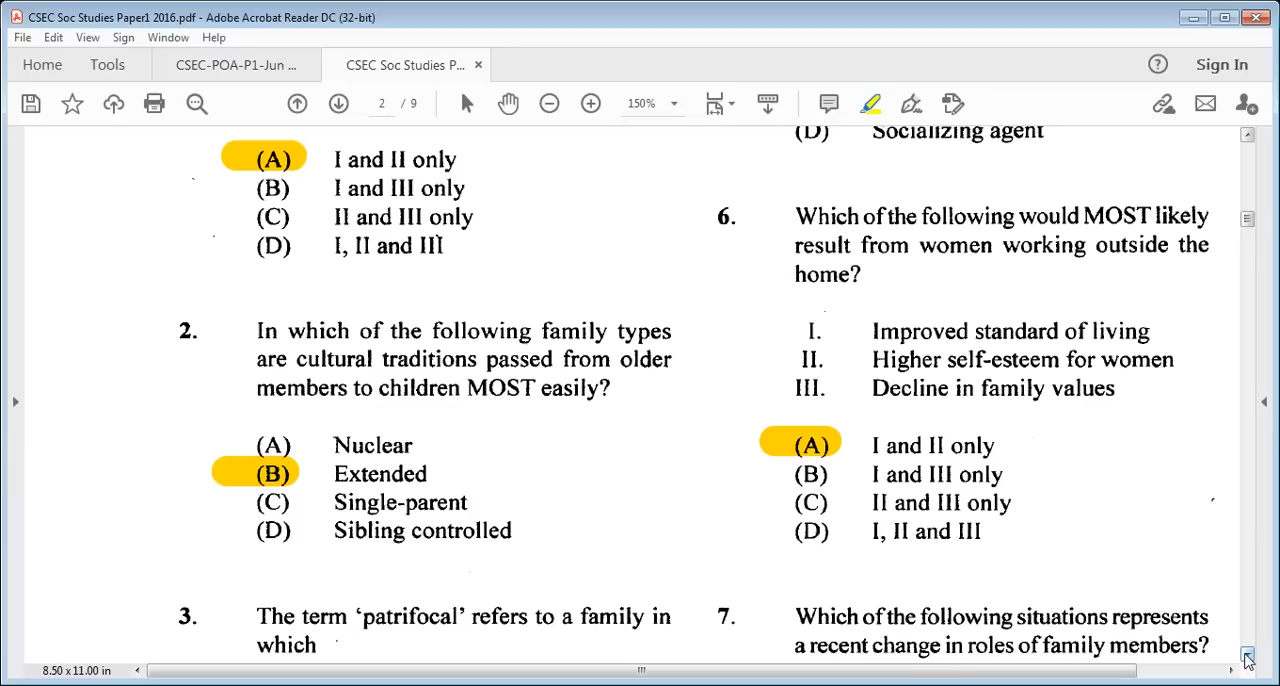 CSEC Soc Studies Paper1 2016.pdf - Adobe Acrobat Reader DC (32-bit)
File Edit View Sign Window Help
Home Tools CSEC-POA-P1-Jun ... CSEC Soc Studies P... ×
Sign In
2 / 9 150%
(A) I and II only
(B) I and III only
(C) II and III only
(D) I, II and III
2. In which of the following family types
are cultural traditions passed from older
members to children MOST easily?
(A) Nuclear
(B) Extended
(C) Single-parent
(D) Sibling controlled
3. The term ‘patrifocal’ refers to a family in
which
(D) Socializing agent
6. Which of the following would MOST likely
result from women working outside the
home?
I. Improved standard of living
II. Higher self-esteem for women
III. Decline in family values
(A) I and II only
(B) I and III only
(C) II and III only
(D) I, II and III
7. Which of the following situations represents
a recent change in roles of family members?
8.50 x 11.00 in